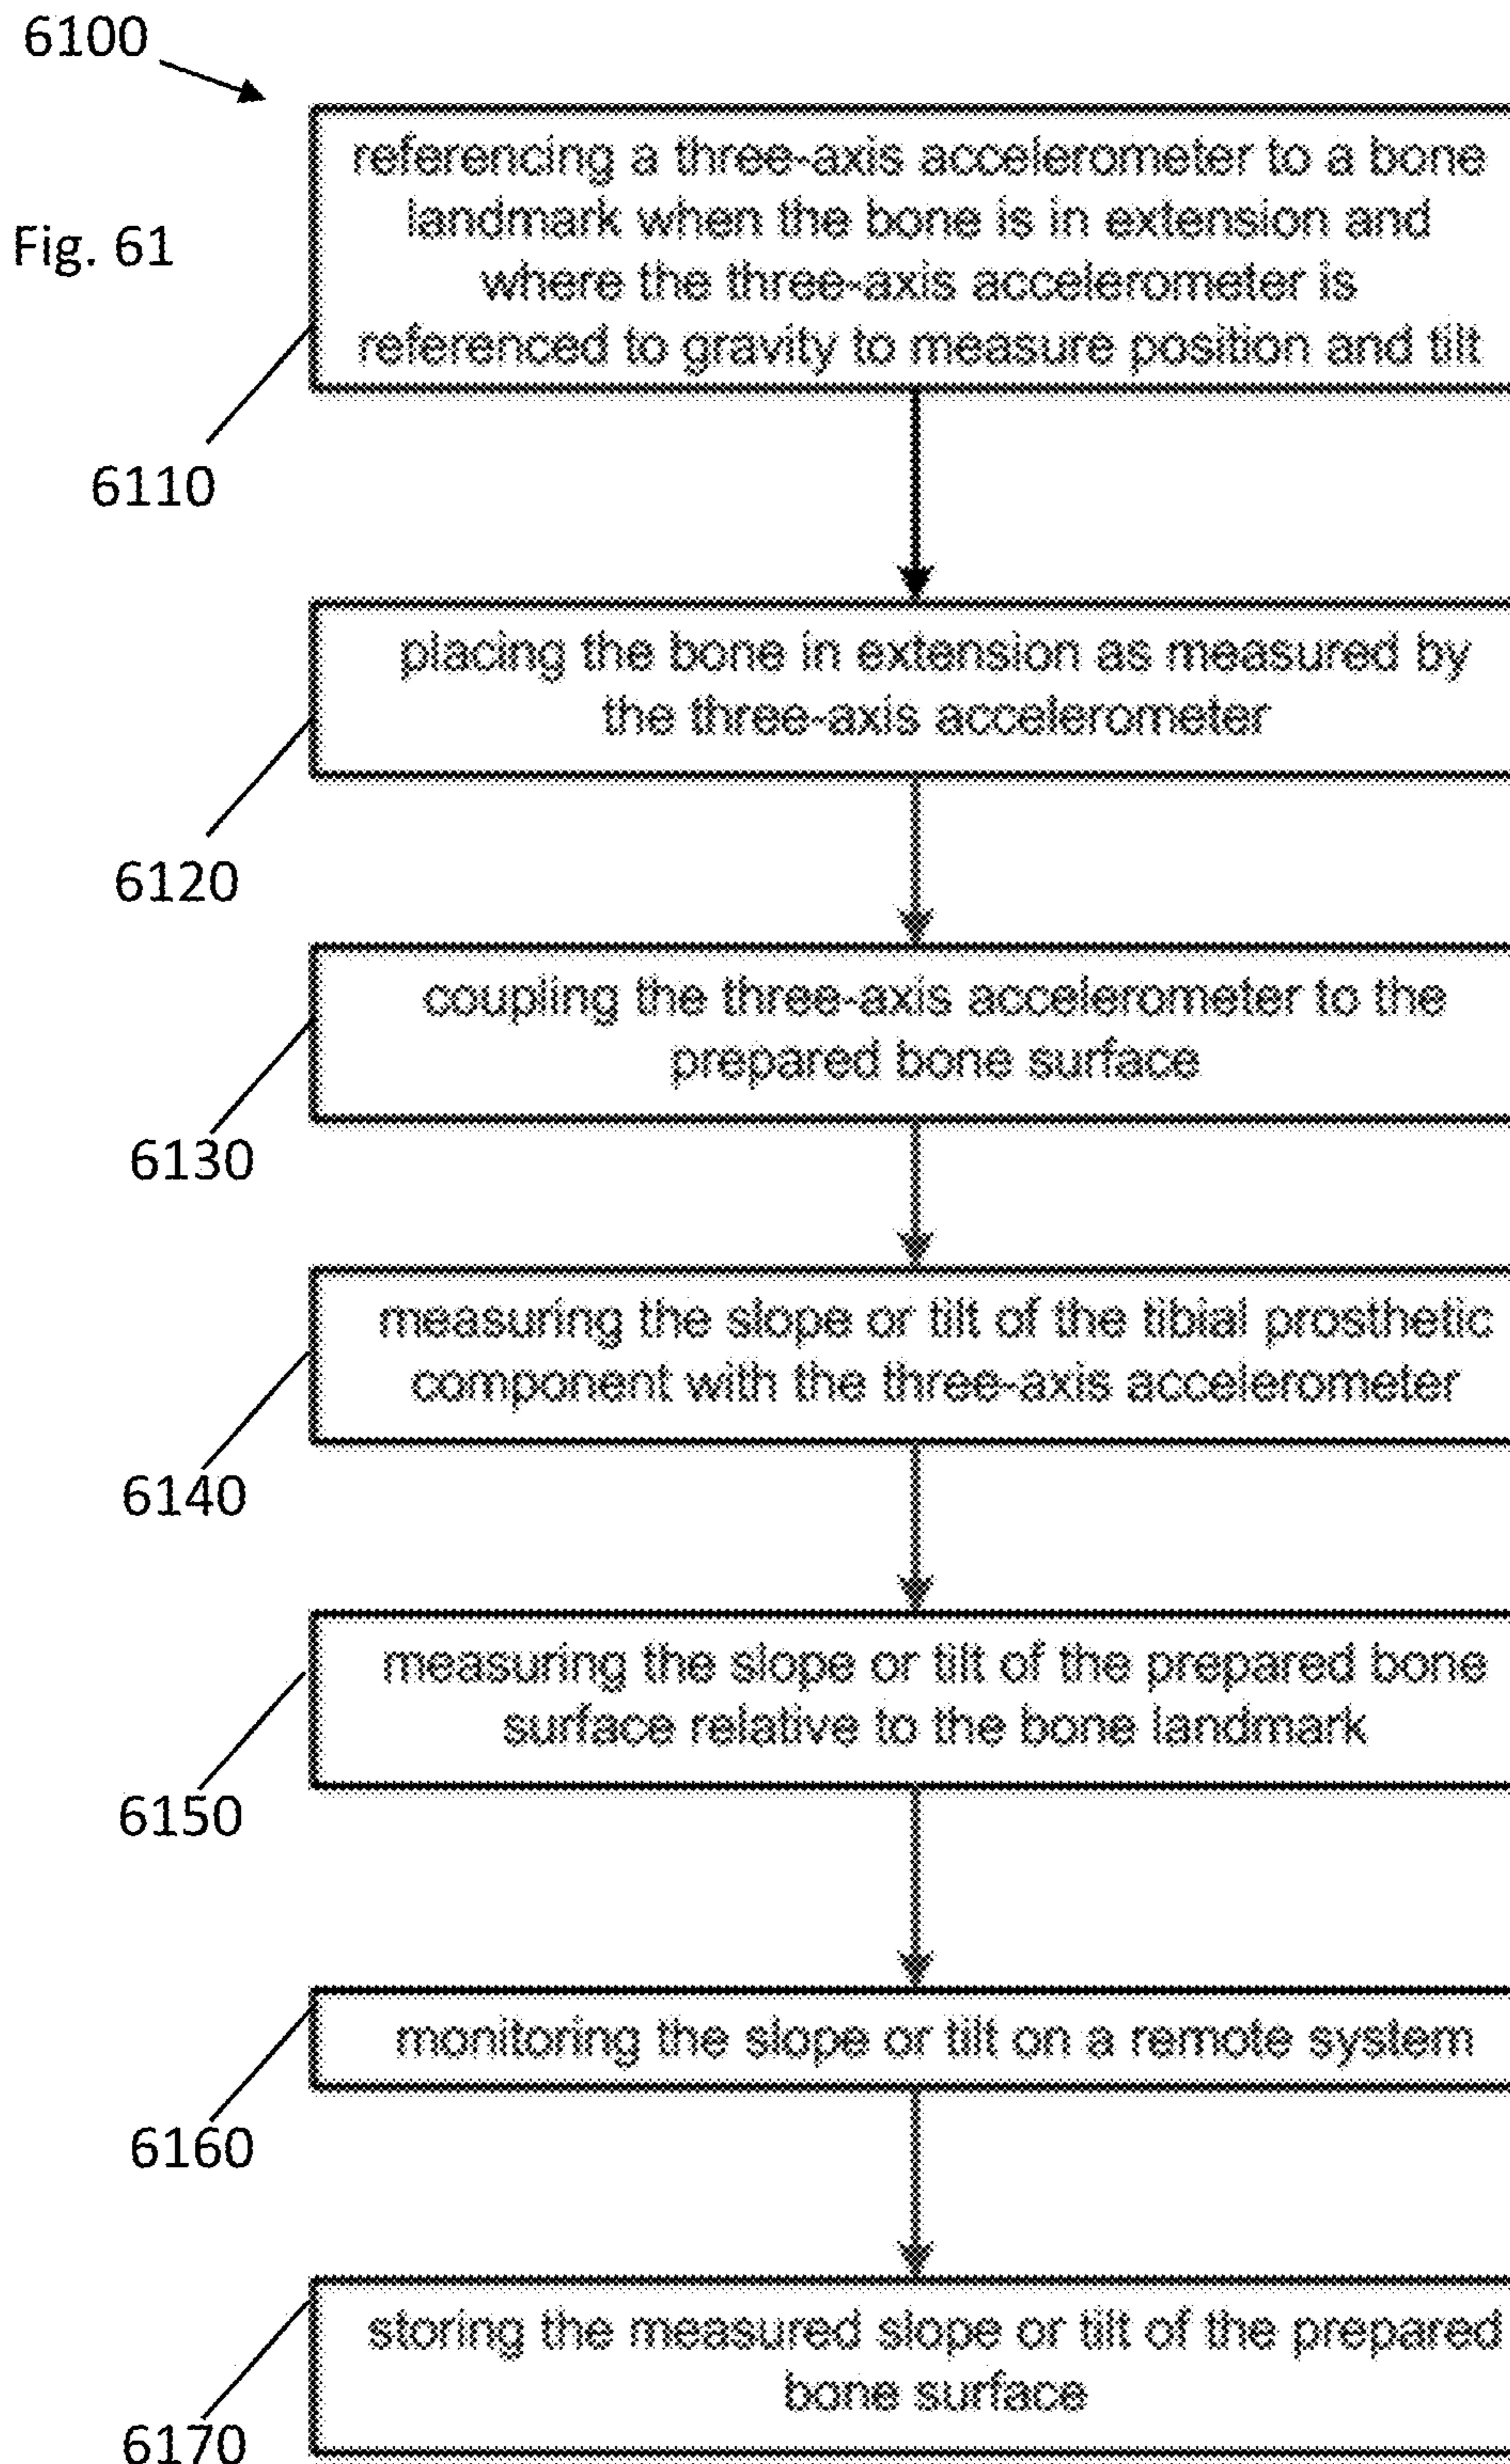 6100
referencing a three-axis accelerometer to a bone
landmark when the bone is in extension and
where the three-axis accelerometer is
referenced to gravity to measure position and tilt
Fig. 61
6110
placing the bone in extension as measured by
the three-axis accelerometer
6120
coupling the three-axis accelerometer to the
prepared bone surface
6130
measuring the slope or tilt of the tibial prosthetic
component with the three-axis accelerometer
6140
measuring the slope or tilt of the prepared bone
surface relative to the bone landmark
6150
monitoring the slope or tilt on a remote system
6160
storing the measured slope or tilt of the prepared
bone surface
6170